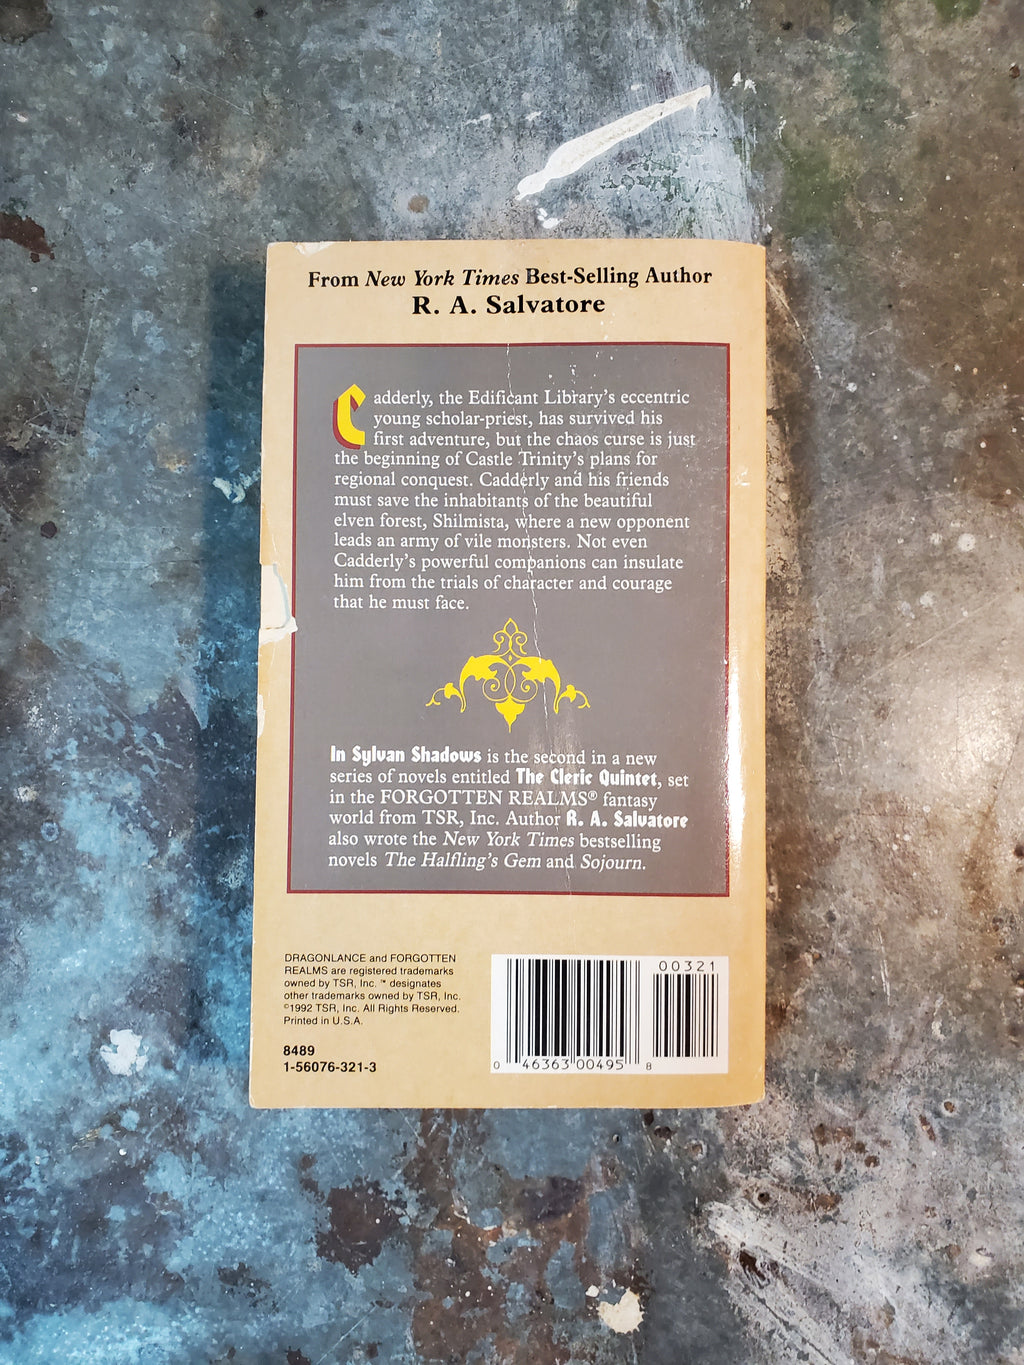 From New York Times Best-Selling Author
R. A. Salvatore
Cadderly, the Edificant Library's eccentric
young scholar-priest, has survived his
first adventure, but the chaos curse is just
the beginning of Castle Trinity's plans for
regional conquest. Cadderly and his friends
must save the inhabitants of the beautiful
elven forest, Shilmista, where a new opponent
leads an army of vile monsters. Not even
Cadderly's powerful companions can insulate
him from the trials of character and courage
that he must face.
In Sylvan Shadows is the second in a new
series of novels entitled The Cleric Quintet, set
in the FORGOTTEN REALMS® fantasy
world from TSR, Inc. Author R. A. Salvatore
also wrote the New York Times bestselling
novels The Halfling's Gem and Sojourn.
DRAGONLANCE and FORGOTTEN
REALMS are registered trademarks
owned by TSR, Inc. ™ designates
other trademarks owned by TSR, Inc.
©1992 TSR, Inc. All Rights Reserved.
Printed in U.S.A.
8489
1-56076-321-3
00321
0 46363 00495 8